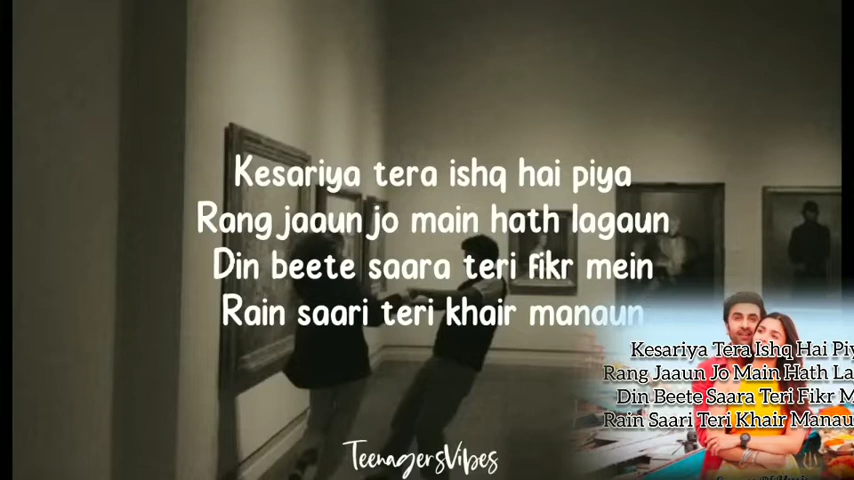 Kesariya tera ishq hai piya
Rang jaaun jo main hath lagaun
Din beete saara teri fikr mein
Rain saari teri khair manaun
Kesariya Tera Ishq Hai Piy
Rang Jaaun Jo Main Hath La
Din Beete Saara Teri Fikr M
Rain Saari Teri Khair Manau
TeenagersVibes